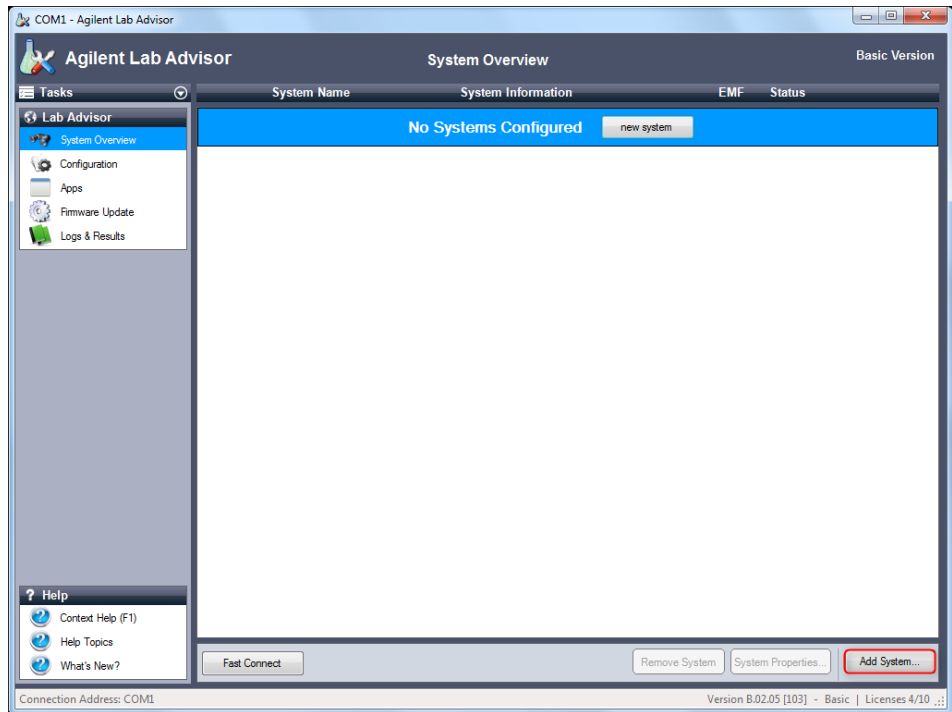 COM1 - Agilent Lab Advisor
Agilent Lab Advisor
System Overview
Basic Version
Tasks
System Name
System Information
EMF
Status
Lab Advisor
System Overview
Configuration
Apps
Firmware Update
Logs & Results
No Systems Configured
new system
? Help
Context Help (F1)
Help Topics
What's New?
Fast Connect
Remove System
System Properties...
Add System...
Connection Address: COM1
Version B.02.05 [103] - Basic | Licenses 4/10